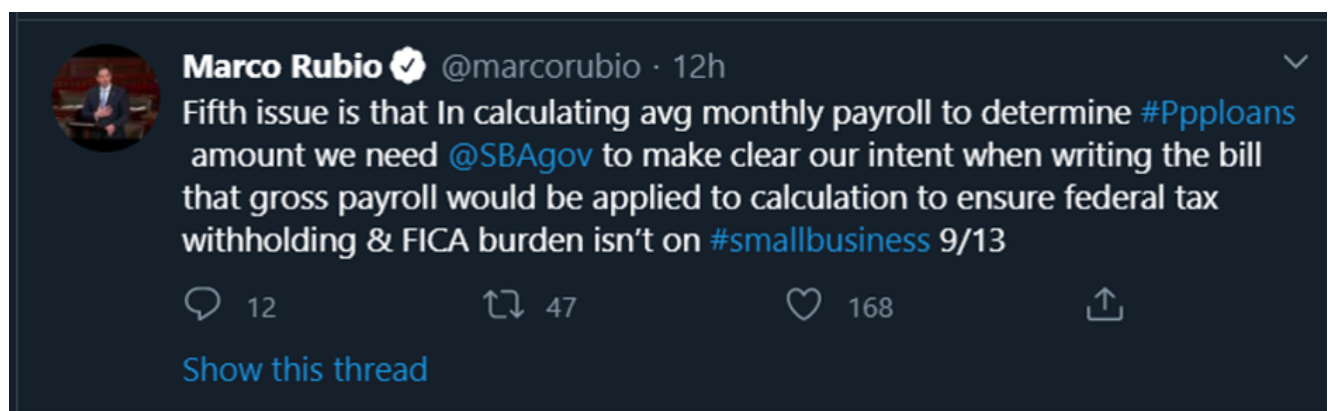 Marco Rubio @marcorubio · 12h
Fifth issue is that In calculating avg monthly payroll to determine #Ppploans
amount we need @SBAgov to make clear our intent when writing the bill
that gross payroll would be applied to calculation to ensure federal tax
withholding & FICA burden isn’t on #smallbusiness 9/13
12 47 168
Show this thread